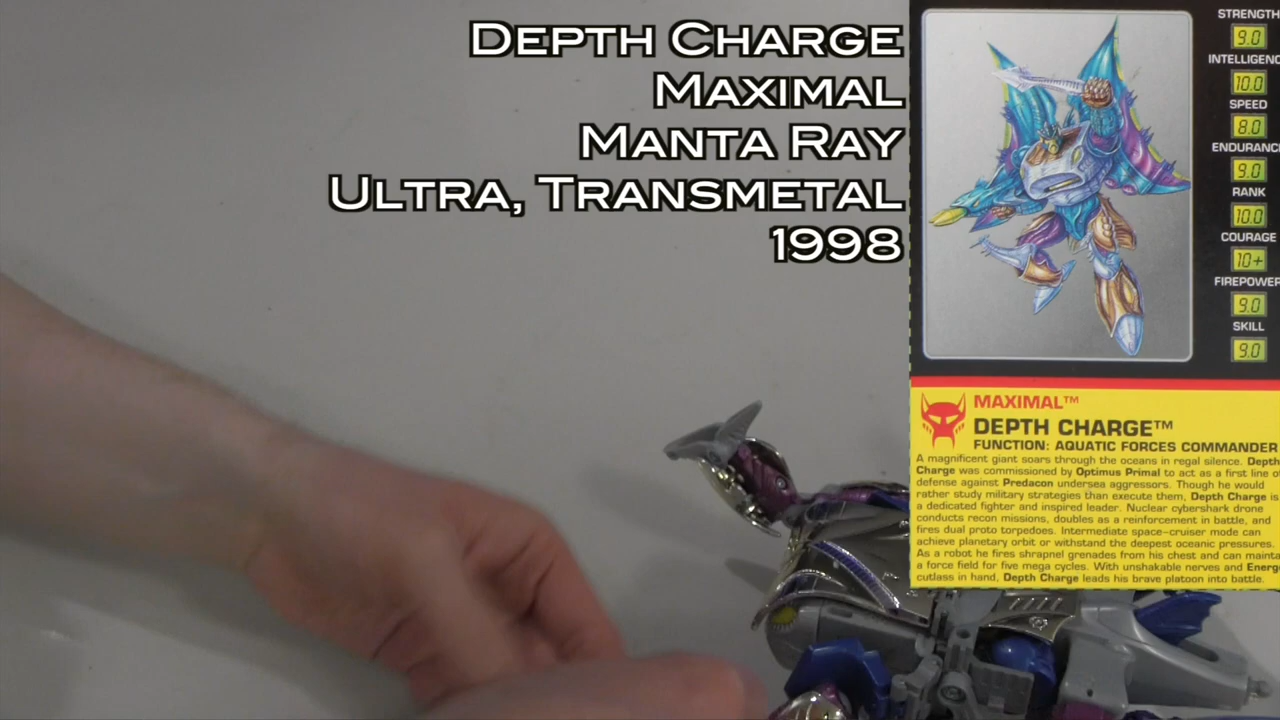 DEPTH CHARGE
MAXIMAL
MANTA RAY
ULTRA, TRANSMETAL
1998
STRENGTH
9.0
INTELLIGENC
10.0
SPEED
8.0
ENDURANCE
9.0
RANK
10.0
COURAGE
10+
FIREPOWER
9.0
SKILL
9.0
MAXIMAL™
DEPTH CHARGE™
FUNCTION: AQUATIC FORCES COMMANDER
A magnificent giant soars through the oceans in regal silence. Depth
Charge was commissioned by Optimus Primal to act as a first line of
defense against Predacon undersea aggressors. Though he would
rather study military strategies than execute them, Depth Charge is
a dedicated fighter and inspired leader. Nuclear cybershark drone
conducts recon missions, doubles as a reinforcement in battle, and
fires dual proto torpedoes. Intermediate space-cruiser mode can
achieve planetary orbit or withstand the deepest oceanic pressures.
As a robot he fires shrapnel grenades from his chest and can mainta
a force field for five mega cycles. With unshakable nerves and Energo
cutlass in hand, Depth Charge leads his brave platoon into battle.